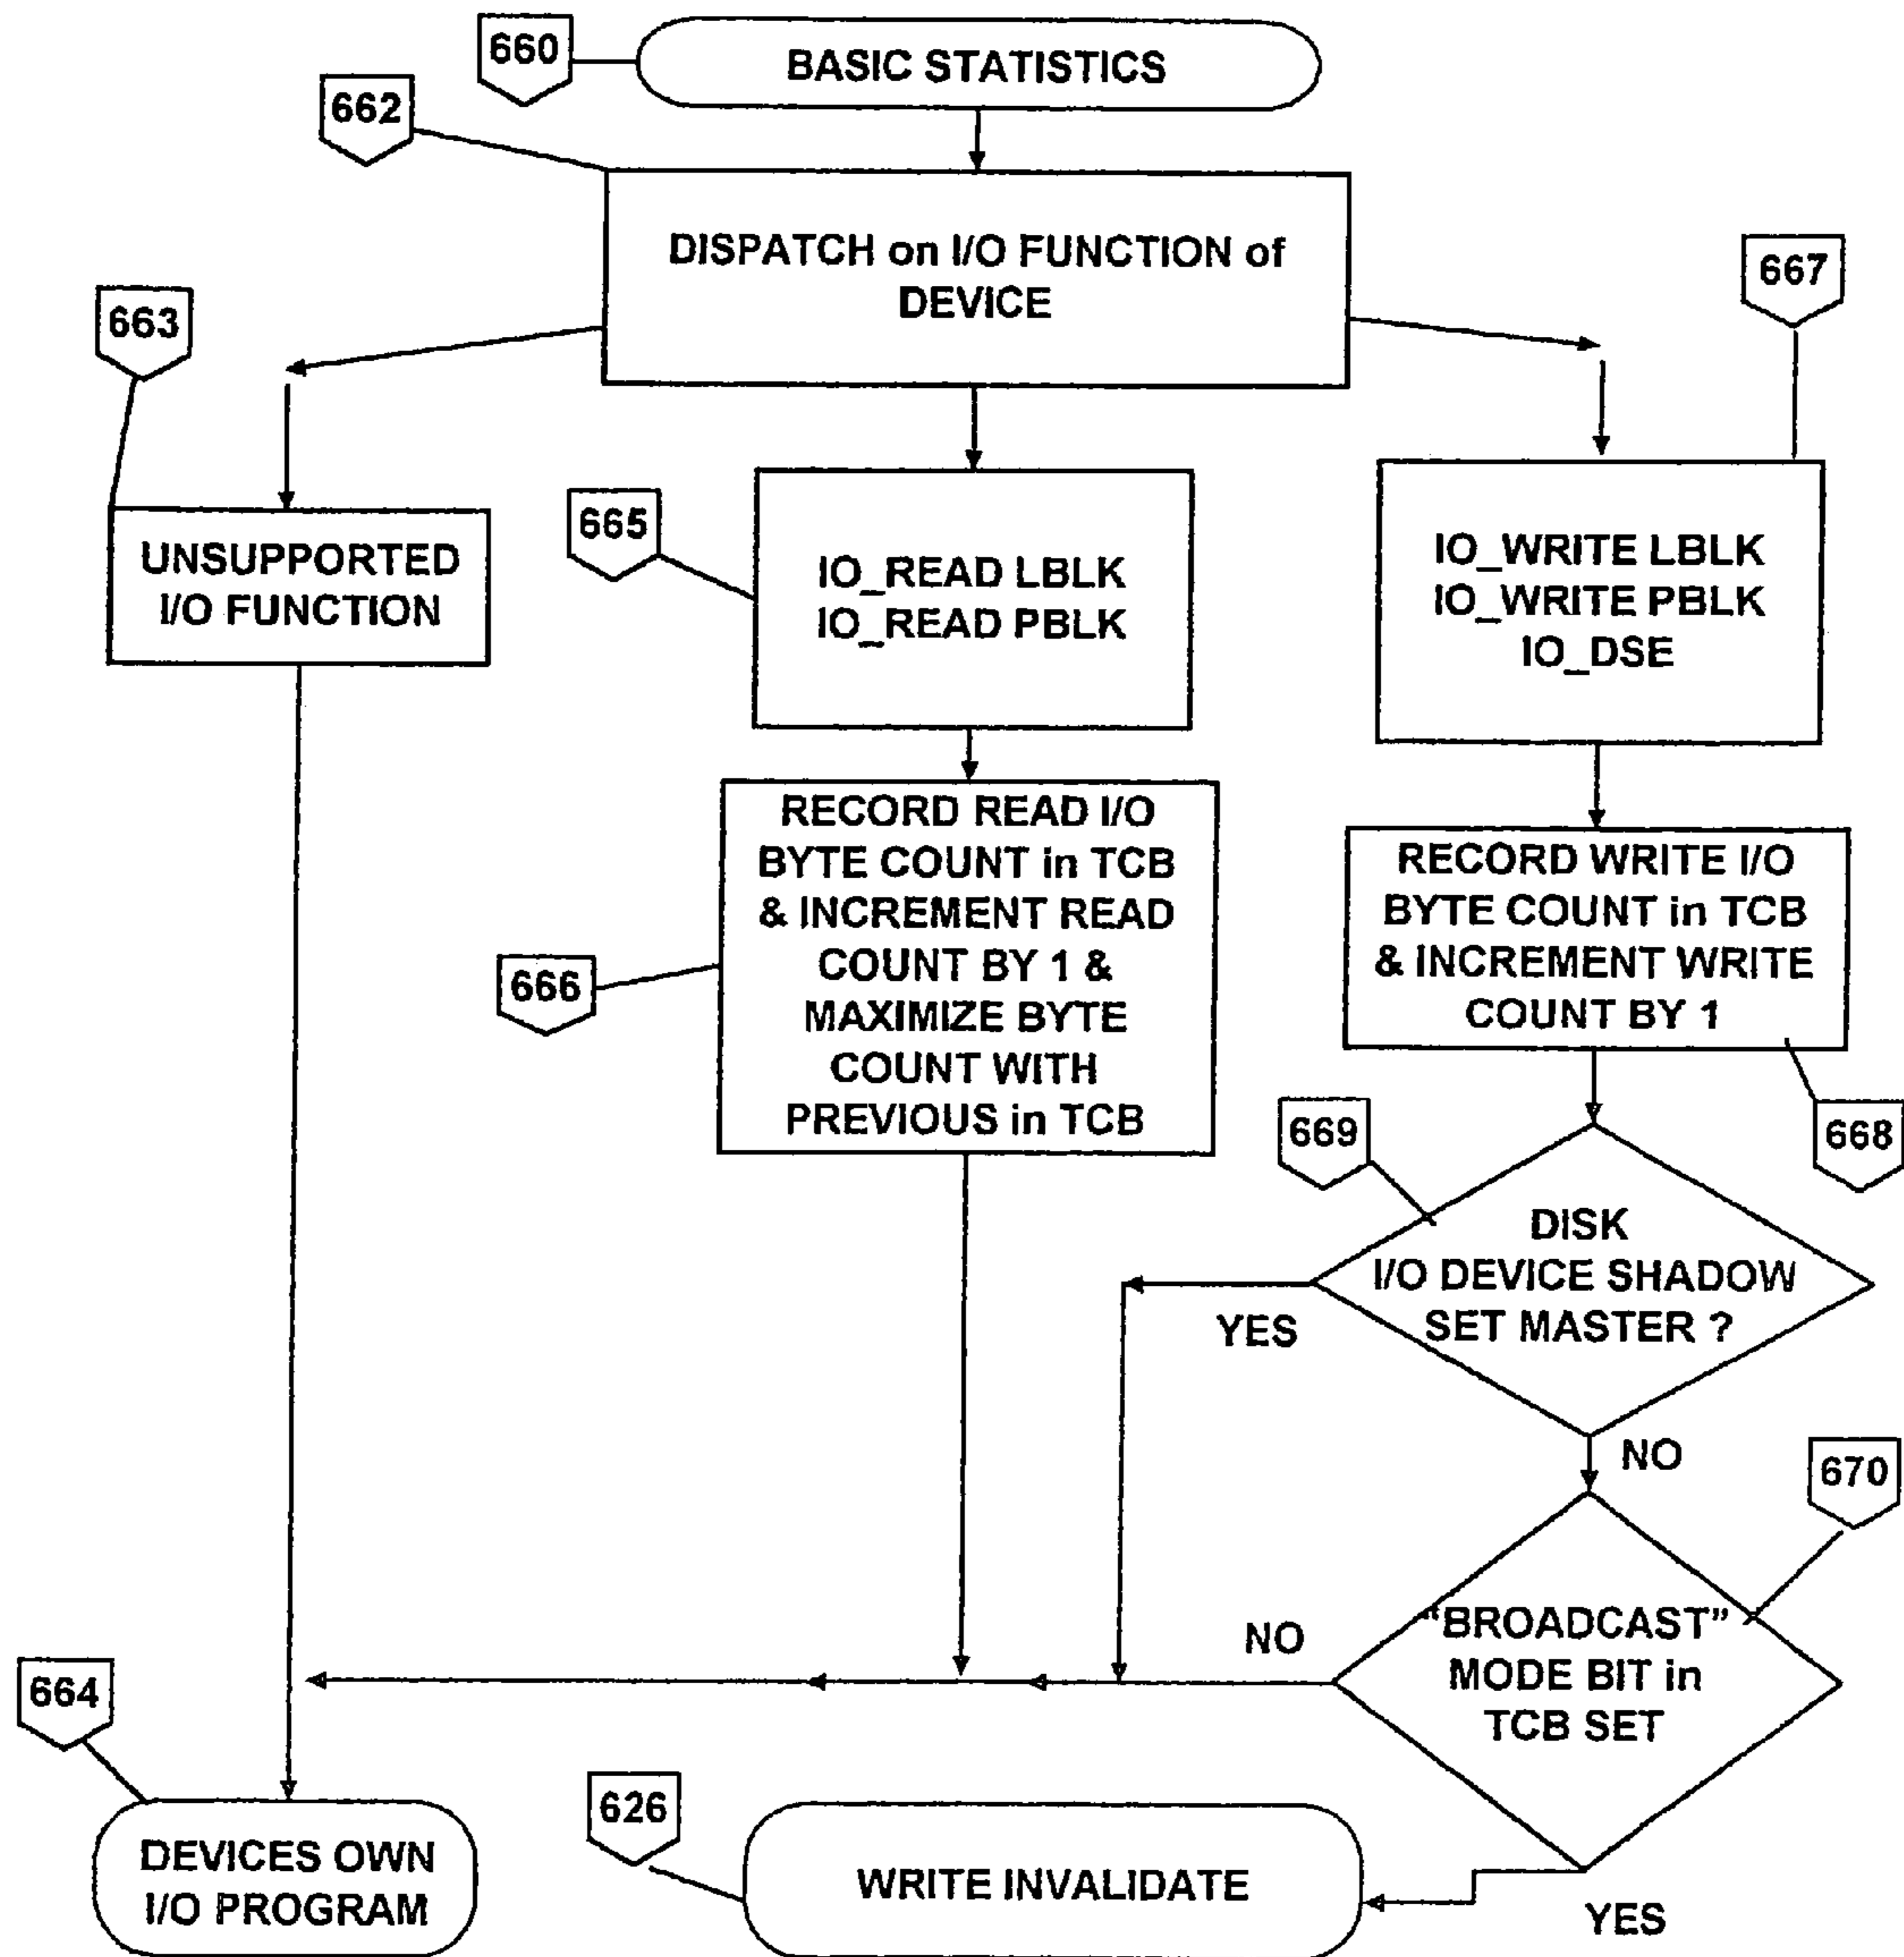 660
BASIC STATISTICS
662
DISPATCH on I/O FUNCTION of
DEVICE
667
663
UNSUPPORTED
I/O FUNCTION
665
IO_READ LBLK
IO_READ PBLK
IO_WRITE LBLK
IO_WRITE PBLK
IO_DSE
666
RECORD READ I/O
BYTE COUNT in TCB
& INCREMENT READ
COUNT BY 1 &
MAXIMIZE BYTE
COUNT WITH
PREVIOUS in TCB
RECORD WRITE I/O
BYTE COUNT in TCB
& INCREMENT WRITE
COUNT BY 1
668
669
DISK
I/O DEVICE SHADOW
SET MASTER ?
YES
NO
670
"BROADCAST"
MODE BIT in
TCB SET
NO
YES
664
DEVICES OWN
I/O PROGRAM
626
WRITE INVALIDATE